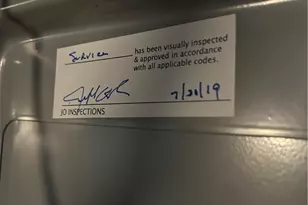 Service has been visually inspected
& approved in accordance
with all applicable codes.
7/31/19
JO INSPECTIONS